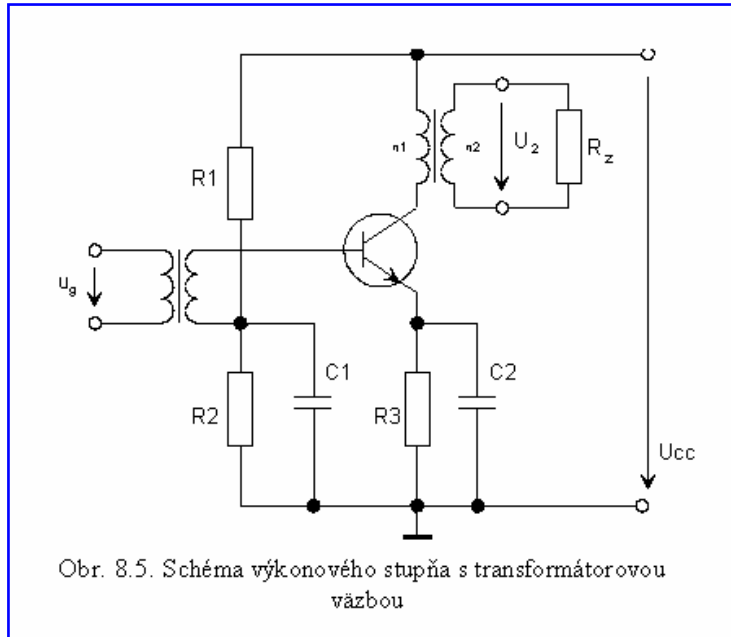 R1
n1
n2
U2
Rz
ug
R2
C1
R3
C2
Ucc
Obr. 8.5. Schéma výkonového stupňa s transformátorovou
väzbou